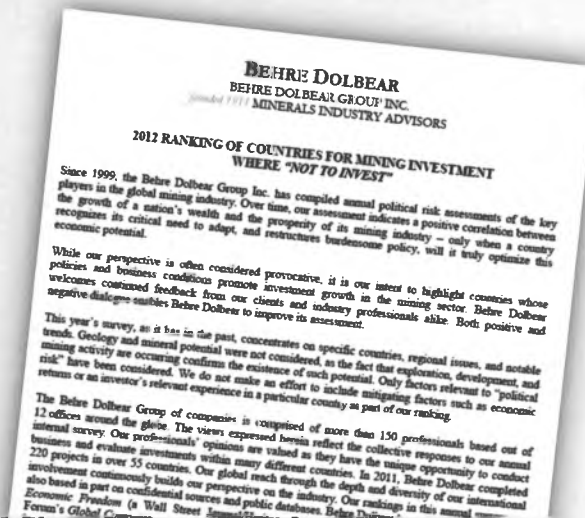 BEHRE DOLBEAR
BEHRE DOLBEAR GROUP INC.
founded 1911 MINERALS INDUSTRY ADVISORS
2012 RANKING OF COUNTRIES FOR MINING INVESTMENT
WHERE "NOT TO INVEST"
Since 1999, the Behre Dolbear Group Inc. has compiled annual political risk assessments of the key
players in the global mining industry. Over time, our assessment indicates a positive correlation between
the growth of a nation's wealth and the prosperity of its mining industry – only when a country
recognizes its critical need to adapt, and restructures burdensome policy, will it truly optimize this
economic potential.
While our perspective is often considered provocative, it is our intent to highlight countries whose
policies and business conditions promote investment growth in the mining sector. Behre Dolbear
welcomes continued feedback from our clients and industry professionals alike. Both positive and
negative dialogue enables Behre Dolbear to improve its assessment.
This year's survey, as it has in the past, concentrates on specific countries, regional issues, and notable
trends. Geology and mineral potential were not considered, as the fact that exploration, development, and
mining activity are occurring confirms the existence of such potential. Only factors relevant to "political
risk" have been considered. We do not make an effort to include mitigating factors such as economic
returns or an investor's relevant experience in a particular country as part of our ranking.
The Behre Dolbear Group of companies is comprised of more than 150 professionals based out of
12 offices around the globe. The views expressed herein reflect the collective responses to our annual
internal survey. Our professionals' opinions are valued as they have the unique opportunity to conduct
business and evaluate investments within many different countries. In 2011, Behre Dolbear completed
220 projects in over 55 countries. Our global reach through the depth and diversity of our international
involvement continuously builds our perspective on the industry. Our rankings in this annual
also based in part on confidential sources and public databases. Behre
Economic Freedom (a Wall Street
Forum's Global